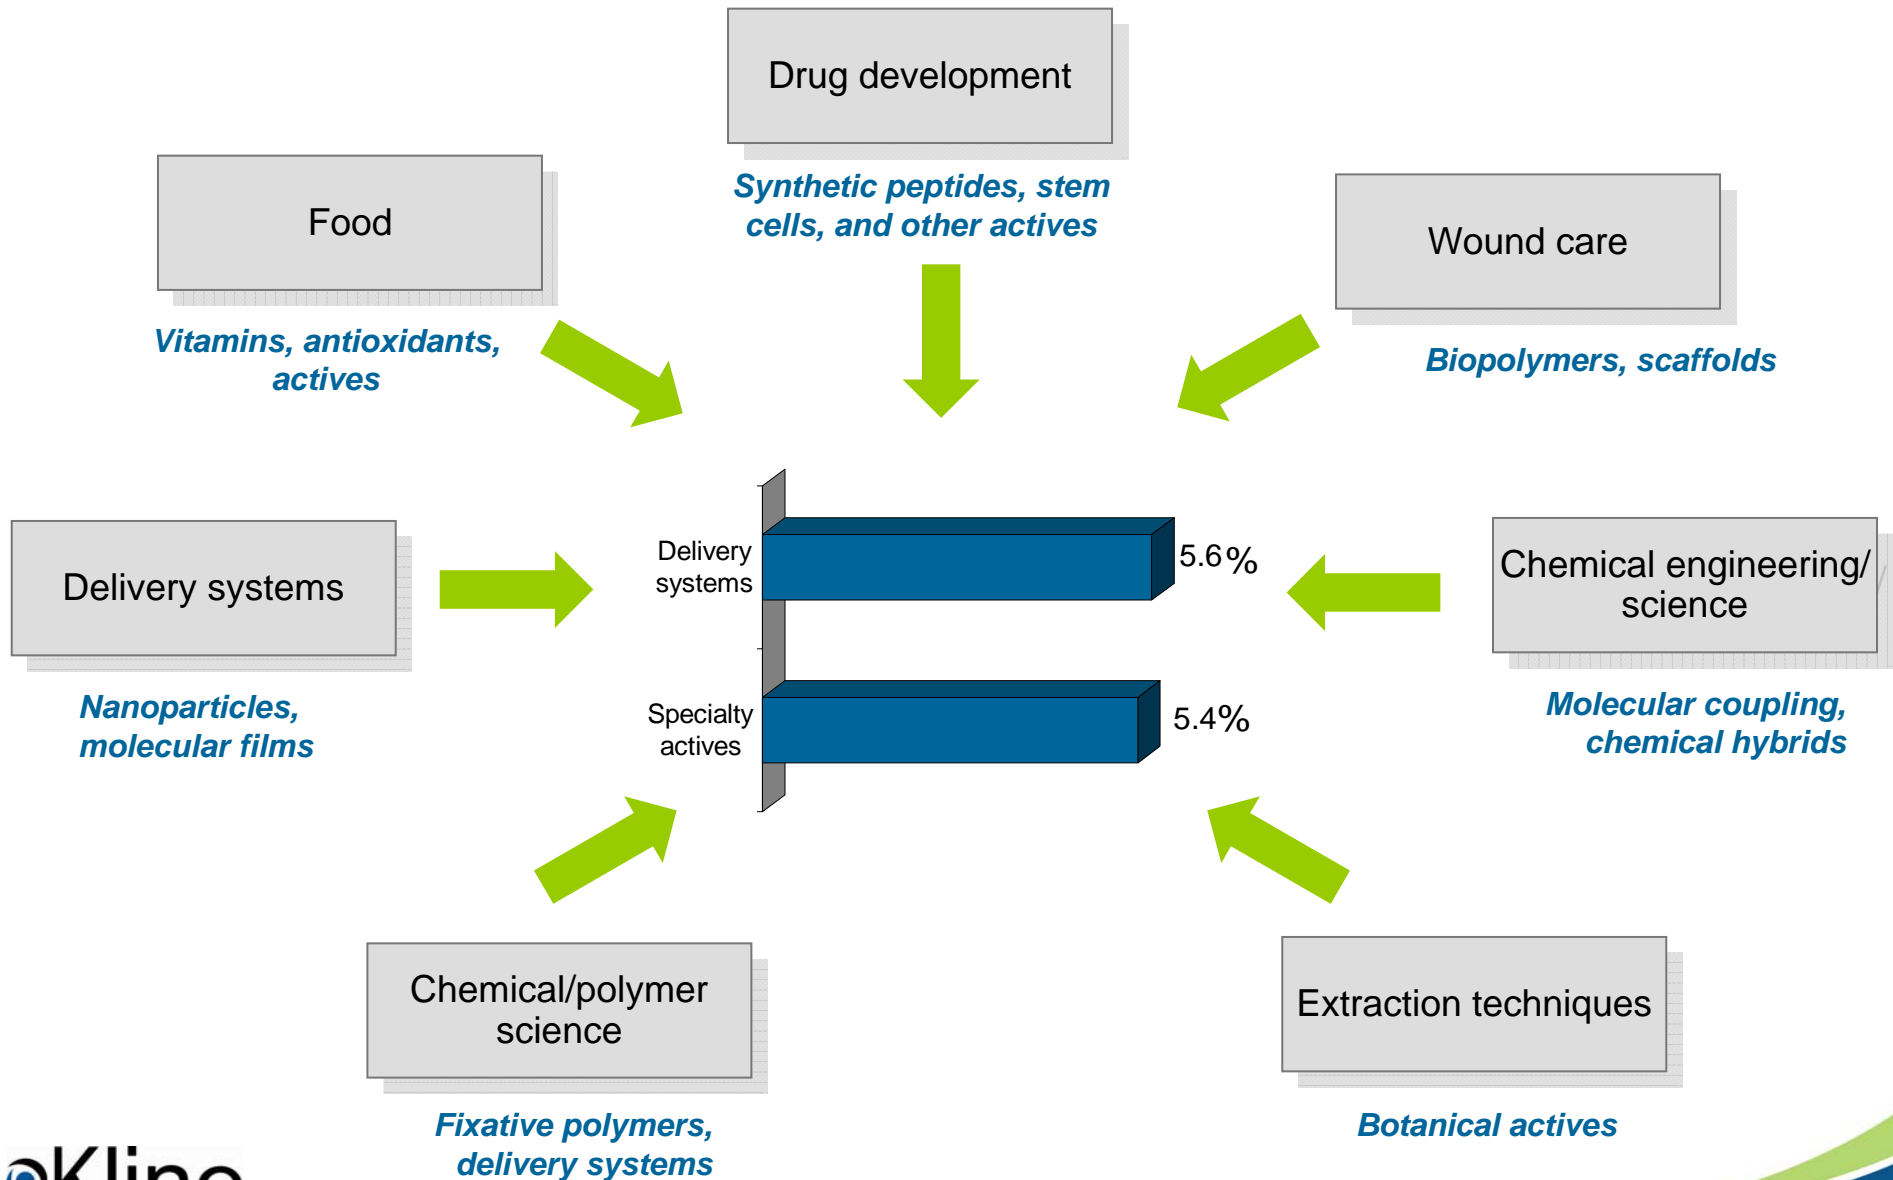 Drug development
Synthetic peptides, stem
cells, and other actives
Food
Vitamins, antioxidants,
actives
Wound care
Biopolymers, scaffolds
Delivery systems
Nanoparticles,
molecular films
Delivery
systems
5.6%
Specialty
actives
5.4%
Chemical engineering/
science
Molecular coupling,
chemical hybrids
Chemical/polymer
science
Fixative polymers,
delivery systems
Extraction techniques
Botanical actives
Kline